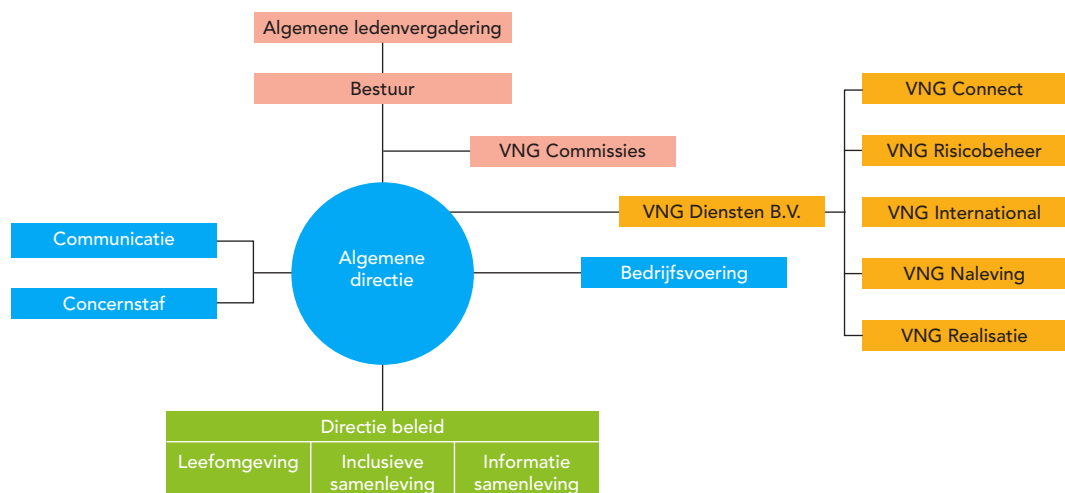 Algemene ledenvergadering
Bestuur
VNG Commissies
VNG Diensten B.V.
VNG Connect
VNG Risicobeheer
VNG International
VNG Naleving
VNG Realisatie
Communicatie
Concernstaf
Algemene
directie
Bedrijfsvoering
Directie beleid
Leefomgeving
Inclusieve
samenleving
Informatie
samenleving